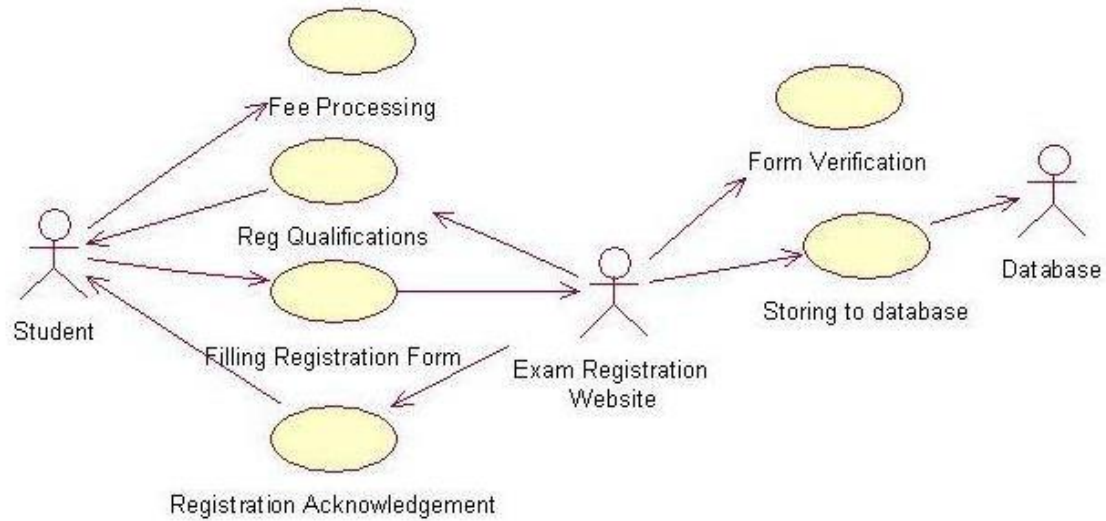 Fee Processing
Form Verification
Reg Qualifications
Database
Storing to database
Student
Filling Registration Form
Exam Registration
Website
Registration Acknowledgement